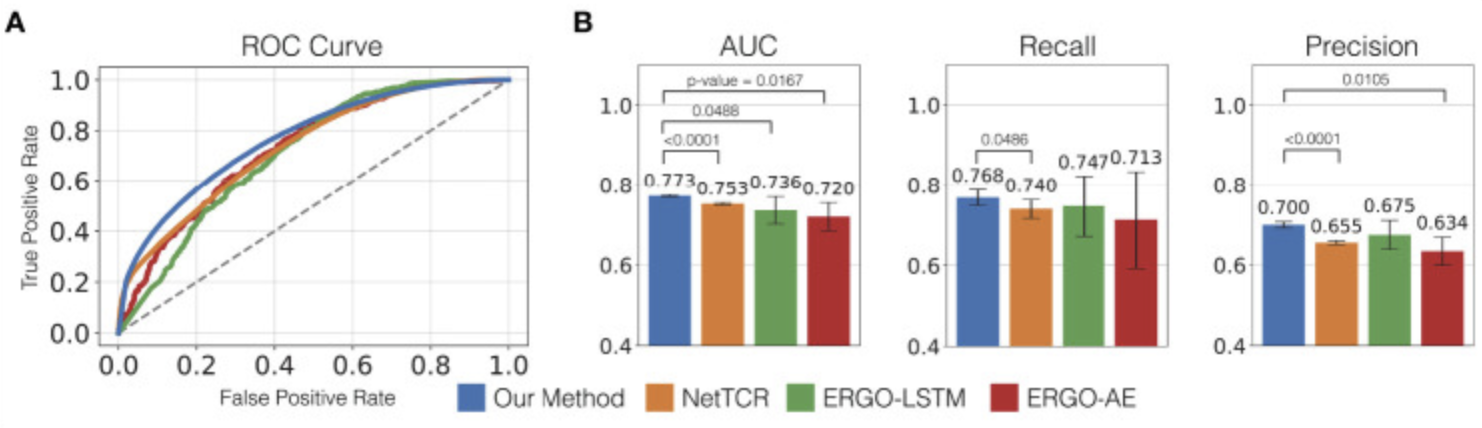 A
ROC Curve
True Positive Rate
1.0
0.8
0.6
0.4
0.2
0.0
0.0 0.2 0.4 0.6 0.8 1.0
False Positive Rate
B
AUC
1.0
0.8
0.6
0.4
p-value = 0.0167
0.0488
<0.0001
0.773 0.753 0.736 0.720
Recall
1.0
0.8
0.6
0.4
0.0486
0.768 0.740 0.747 0.713
Precision
1.0
0.8
0.6
0.4
0.0105
<0.0001
0.700 0.655 0.675 0.634
Our Method NetTCR ERGO-LSTM ERGO-AE